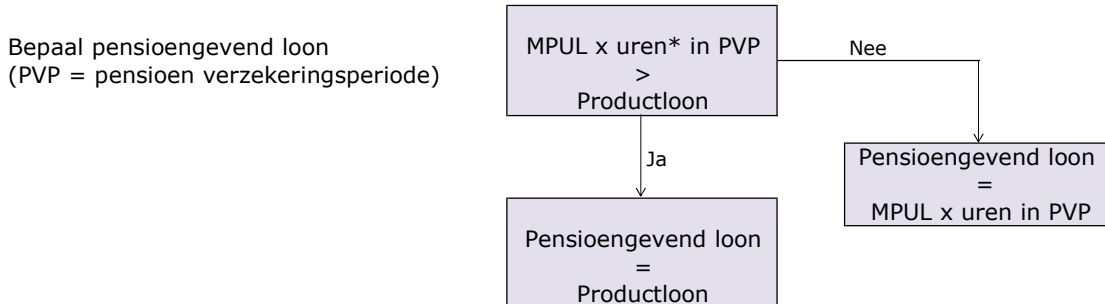 Bepaal pensioengevend loon
(PVP = pensioen verzekeringsperiode)
MPUL x uren* in PVP
>
Productloon
Nee
Ja
Pensioengevend loon
=
MPUL x uren in PVP
Pensioengevend loon
=
Productloon